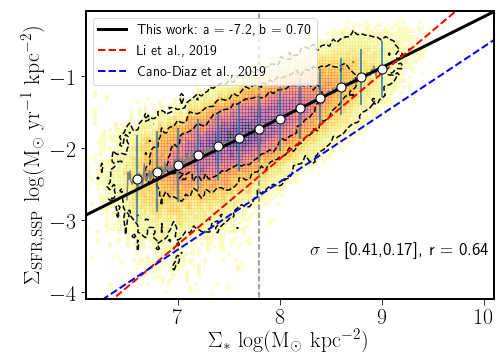 This work: a = -7.2, b = 0.70
Li et al., 2019
Cano-Diaz et al., 2019
Σ_SFR,SSP log(M_⊙ yr^−1 kpc^−2)
−1
−2
−3
−4
σ = [0.41,0.17], r = 0.64
7 8 9 10
Σ_* log(M_⊙ kpc^−2)